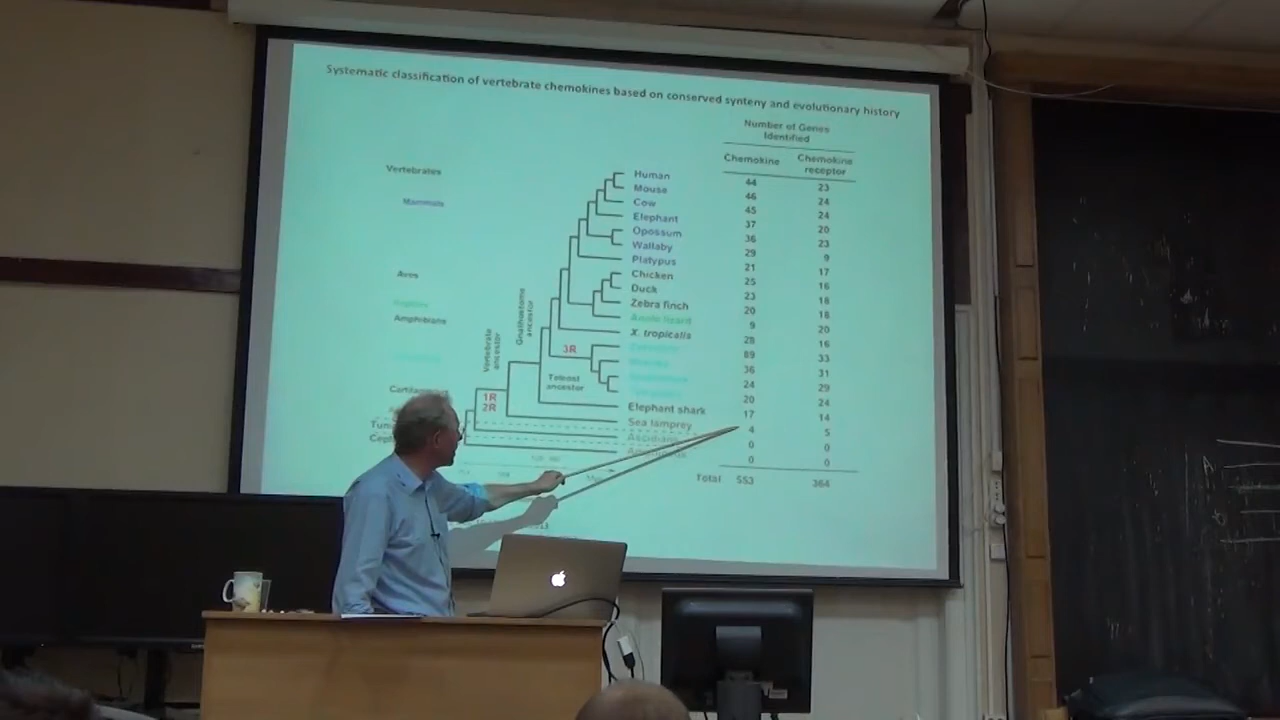 Systematic classification of vertebrate chemokines based on conserved synteny and evolutionary history
Number of Genes
Identified
Chemokine
Chemokine
receptor
Vertebrates
Mammals
Aves
Amphibians
Vertebrate
ancestor
Gnathostome
ancestor
3R
Teleost
ancestor
1R
2R
Human
Mouse
Cow
Elephant
Opossum
Wallaby
Platypus
Chicken
Duck
Zebra finch
Anole lizard
X. tropicalis
Elephant shark
Sea lamprey
44 23
46 24
45 24
37 20
36 23
29 9
21 17
25 16
23 18
20 18
9 20
28 16
89 33
36 31
24 29
20 24
17 14
4 5
0 0
0 0
Total 553 364